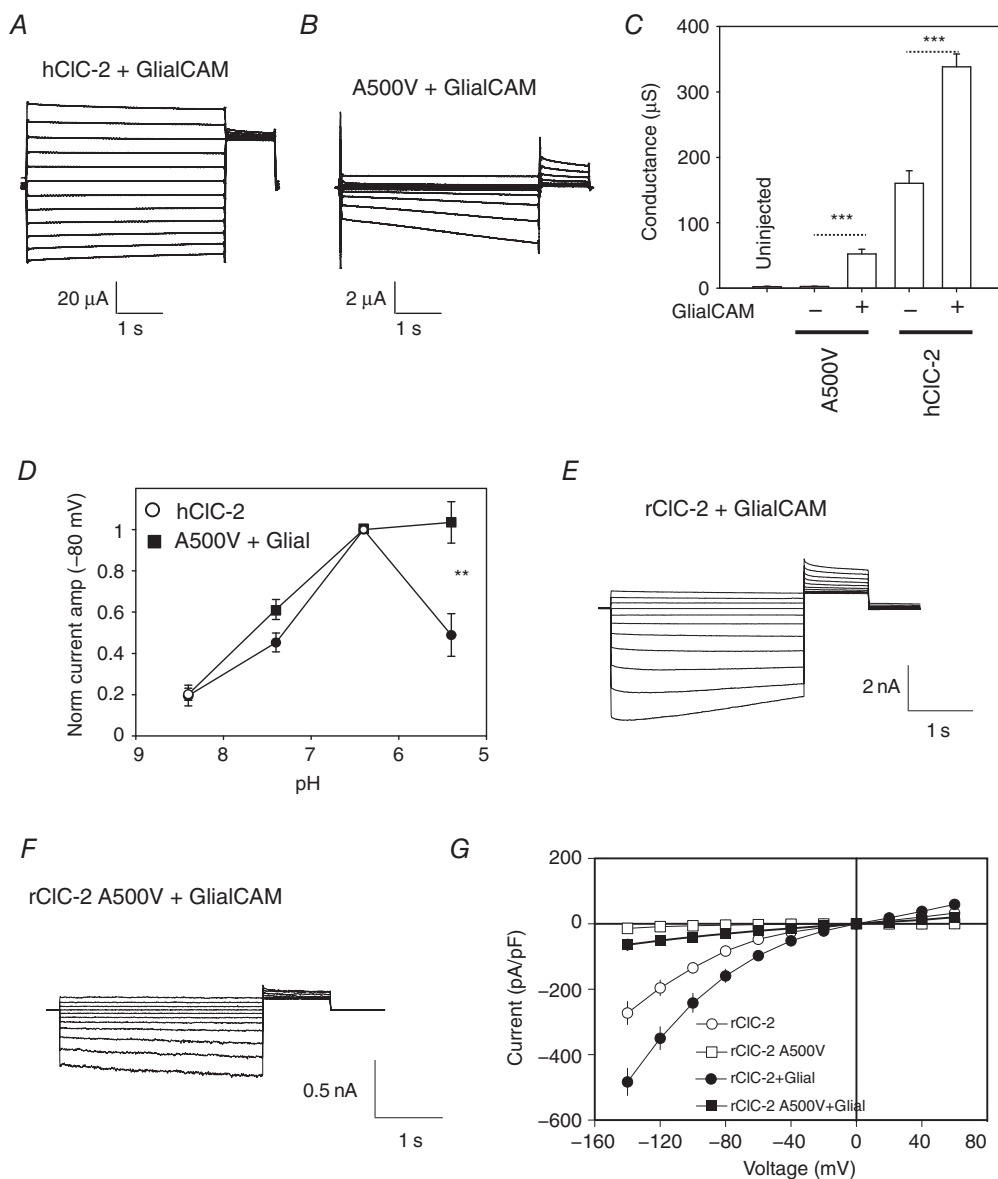 A
hClC-2 + GlialCAM
20 µA
1 s
B
A500V + GlialCAM
2 µA
1 s
C
Conductance (µS)
400
300
200
100
0
Uninjected
***
***
GlialCAM
– + – +
A500V
hClC-2
D
Norm current amp (–80 mV)
1
0.8
0.6
0.4
0.2
0
hClC-2
A500V + Glial
**
9 8 7 6 5
pH
E
rClC-2 + GlialCAM
2 nA
1 s
F
rClC-2 A500V + GlialCAM
0.5 nA
1 s
G
Current (pA/pF)
200
0
−200
−400
−600
rClC-2
rClC-2 A500V
rClC-2+Glial
rClC-2 A500V+Glial
−160 −120 −80 −40 0 40 80
Voltage (mV)